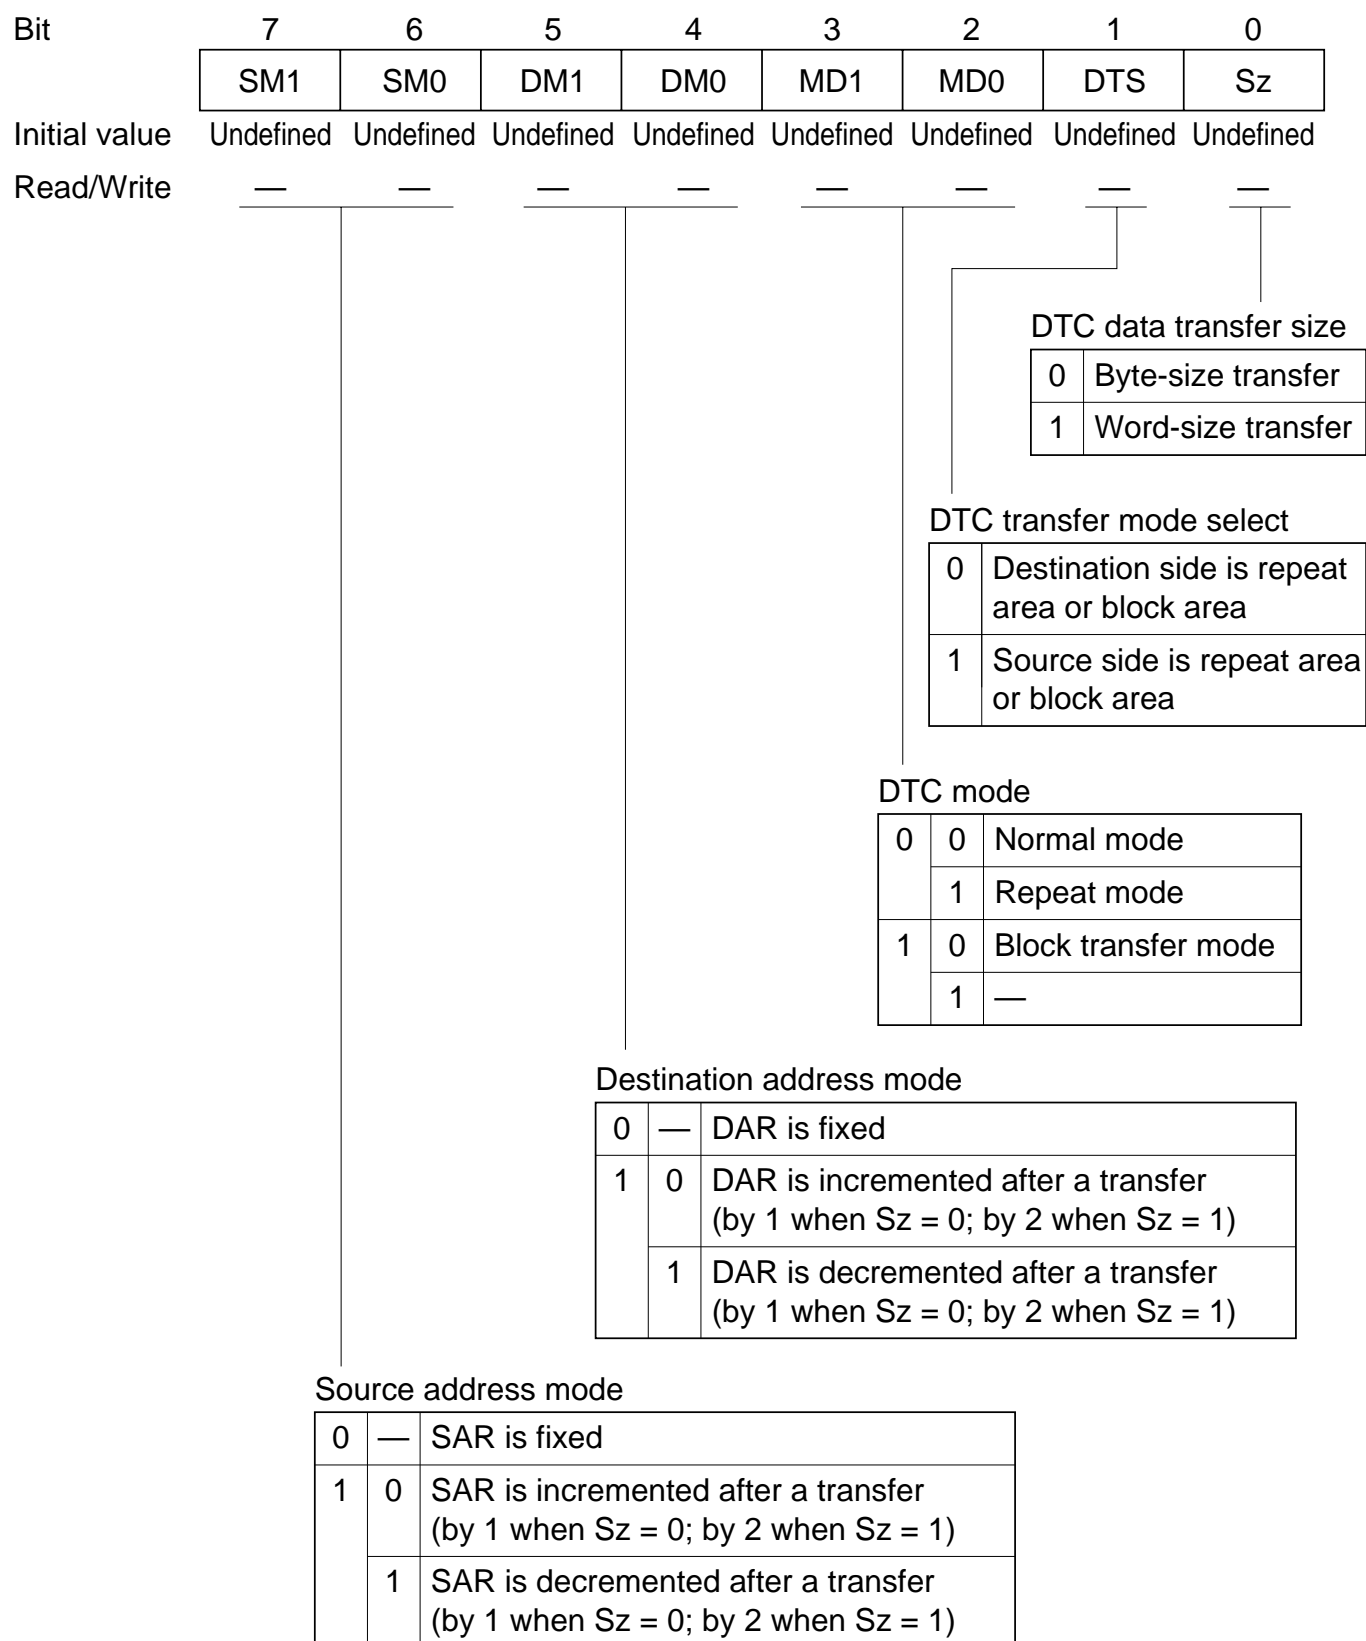 Bit 7 6 5 4 3 2 1 0
SM1 SM0 DM1 DM0 MD1 MD0 DTS Sz
Initial value Undefined Undefined Undefined Undefined Undefined Undefined Undefined Undefined
Read/Write — — — — — — — —
DTC data transfer size
0 Byte-size transfer
1 Word-size transfer
DTC transfer mode select
0 Destination side is repeat
area or block area
1 Source side is repeat area
or block area
DTC mode
0 0 Normal mode
1 Repeat mode
1 0 Block transfer mode
1 —
Destination address mode
0 — DAR is fixed
1 0 DAR is incremented after a transfer
(by 1 when Sz = 0; by 2 when Sz = 1)
1 DAR is decremented after a transfer
(by 1 when Sz = 0; by 2 when Sz = 1)
Source address mode
0 — SAR is fixed
1 0 SAR is incremented after a transfer
(by 1 when Sz = 0; by 2 when Sz = 1)
1 SAR is decremented after a transfer
(by 1 when Sz = 0; by 2 when Sz = 1)